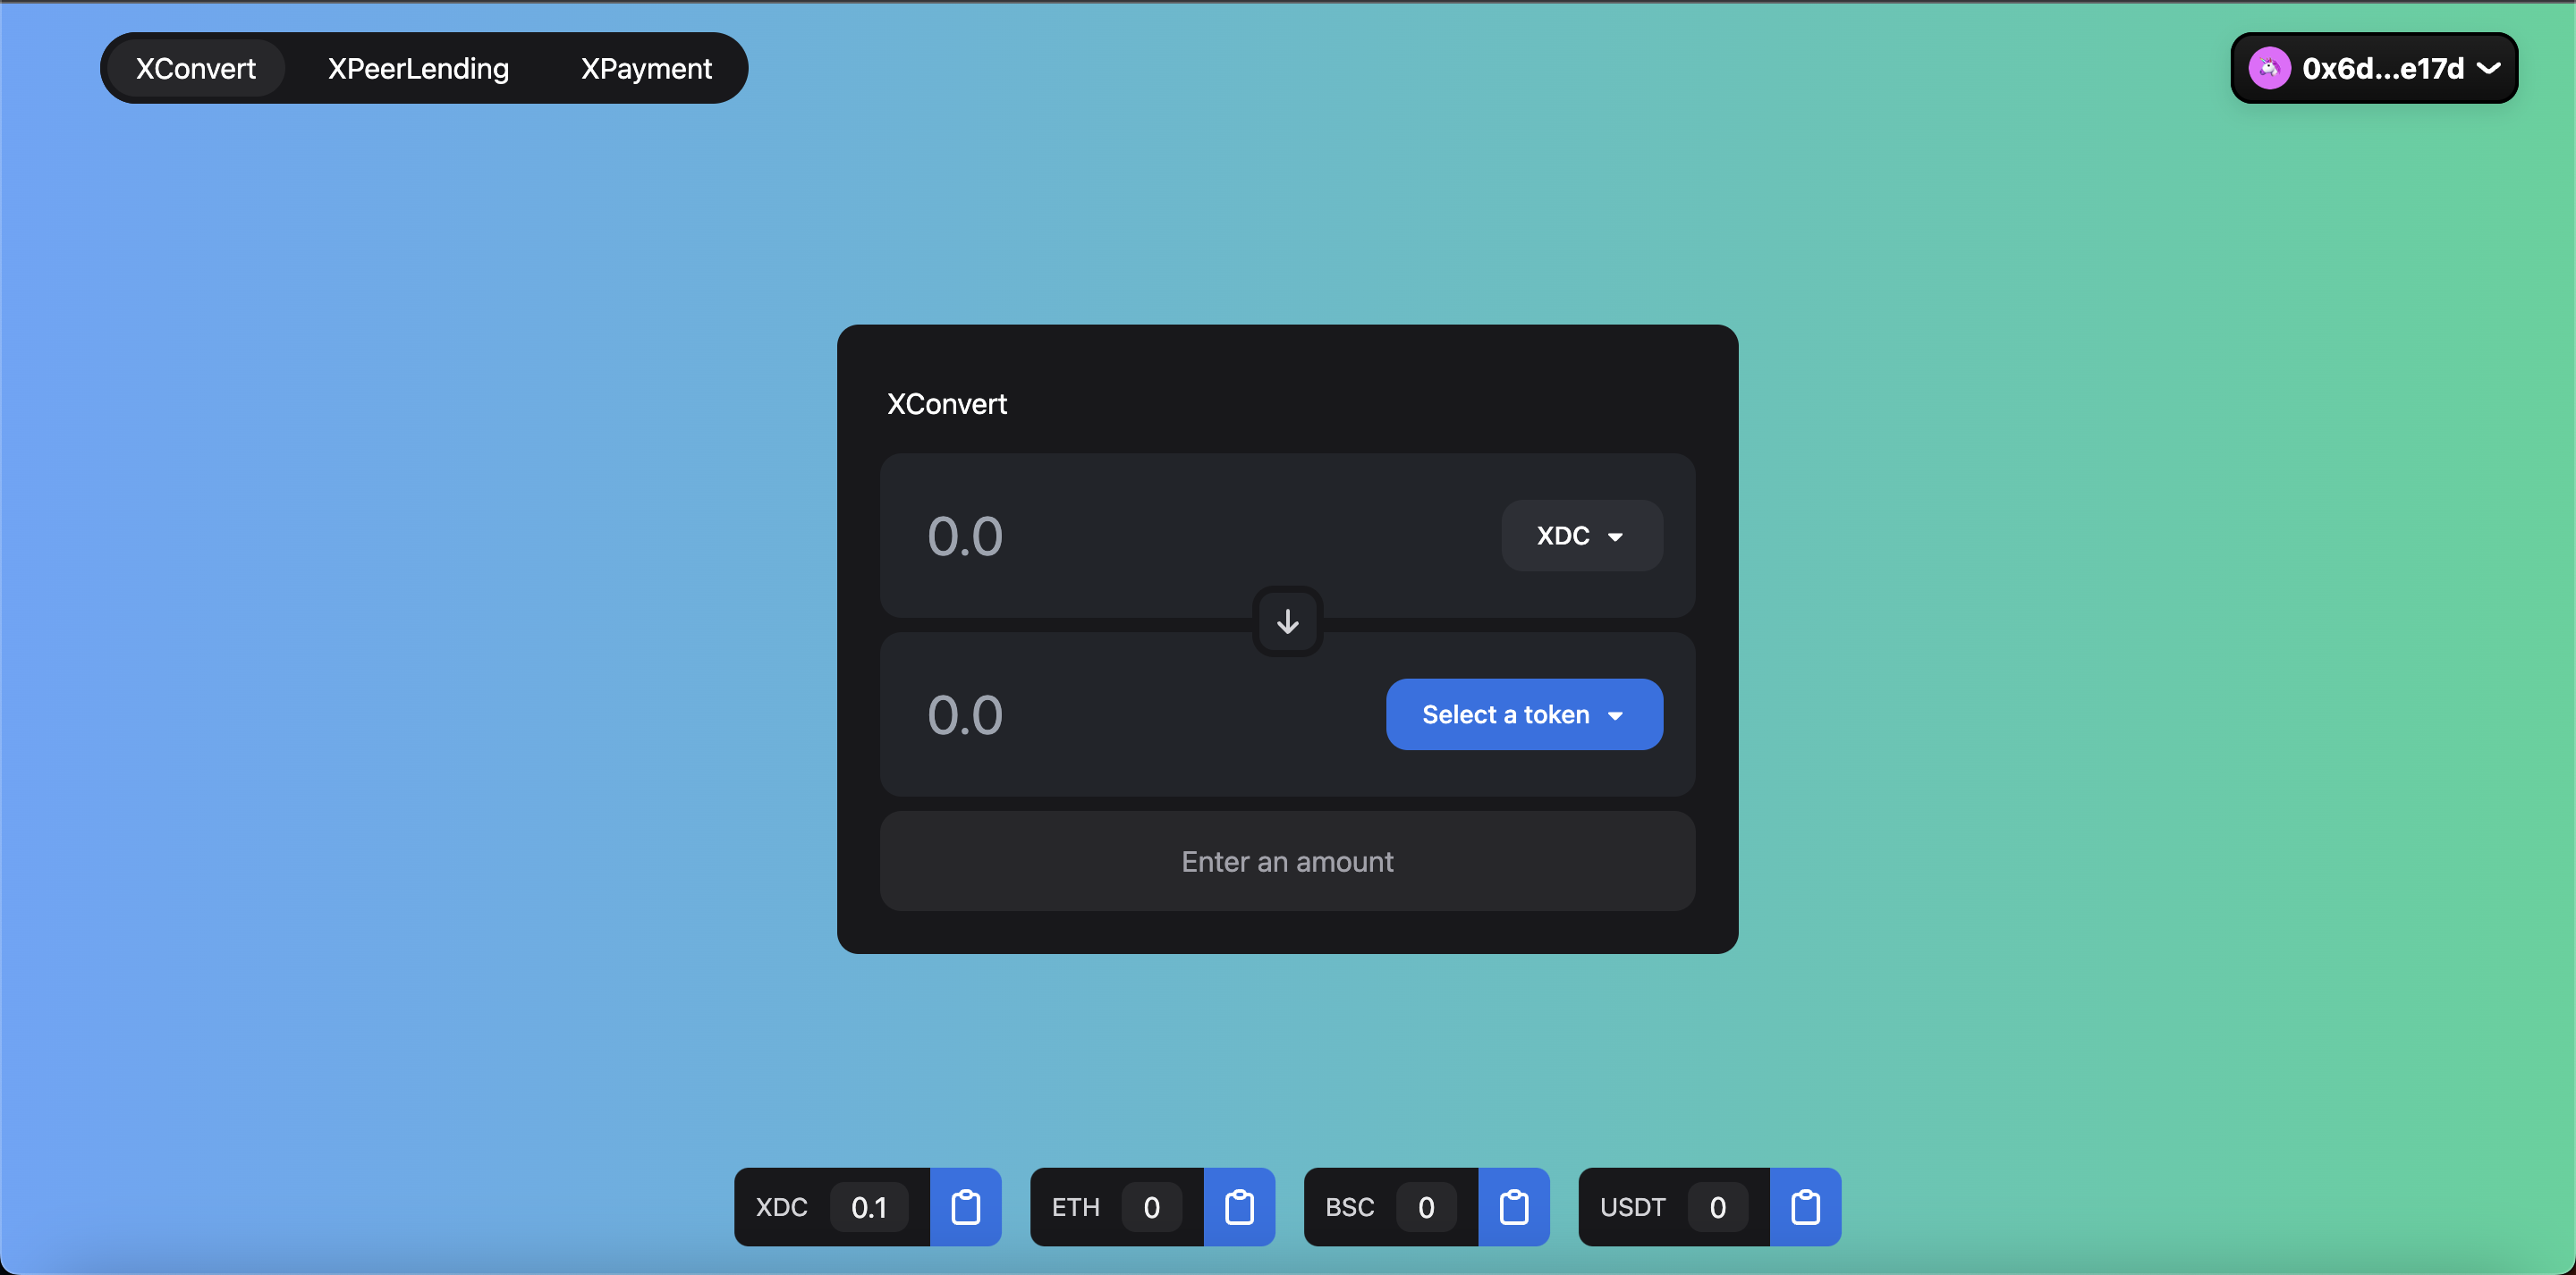 XConvert XPeerLending XPayment 0x6d...e17d
XConvert
0.0 XDC
0.0 Select a token
Enter an amount
XDC 0.1 ETH 0 BSC 0 USDT 0